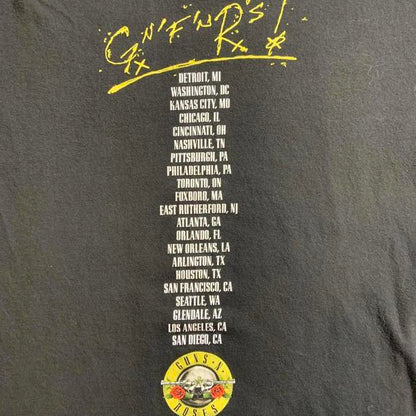 G N' F' N R's!
DETROIT, MI
WASHINGTON, DC
KANSAS CITY, MO
CHICAGO, IL
CINCINNATI, OH
NASHVILLE, TN
PITTSBURGH, PA
PHILADELPHIA, PA
TORONTO, ON
FOXBORO, MA
EAST RUTHERFORD, NJ
ATLANTA, GA
ORLANDO, FL
NEW ORLEANS, LA
ARLINGTON, TX
HOUSTON, TX
SAN FRANCISCO, CA
SEATTLE, WA
GLENDALE, AZ
LOS ANGELES, CA
SAN DIEGO, CA
GUNS N'
ROSES